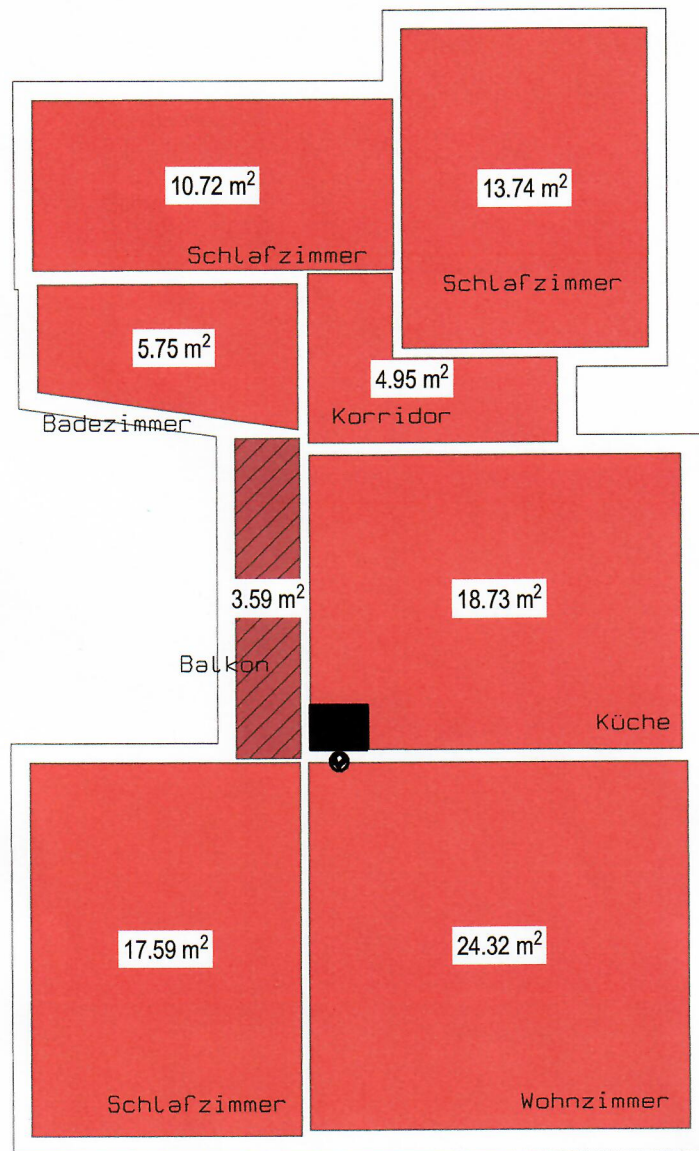 10.72 m²
13.74 m²
Schlafzimmer
Schlafzimmer
5.75 m²
4.95 m²
Badezimmer
Korridor
3.59 m²
18.73 m²
Balkon
Küche
17.59 m²
24.32 m²
Schlafzimmer
Wohnzimmer